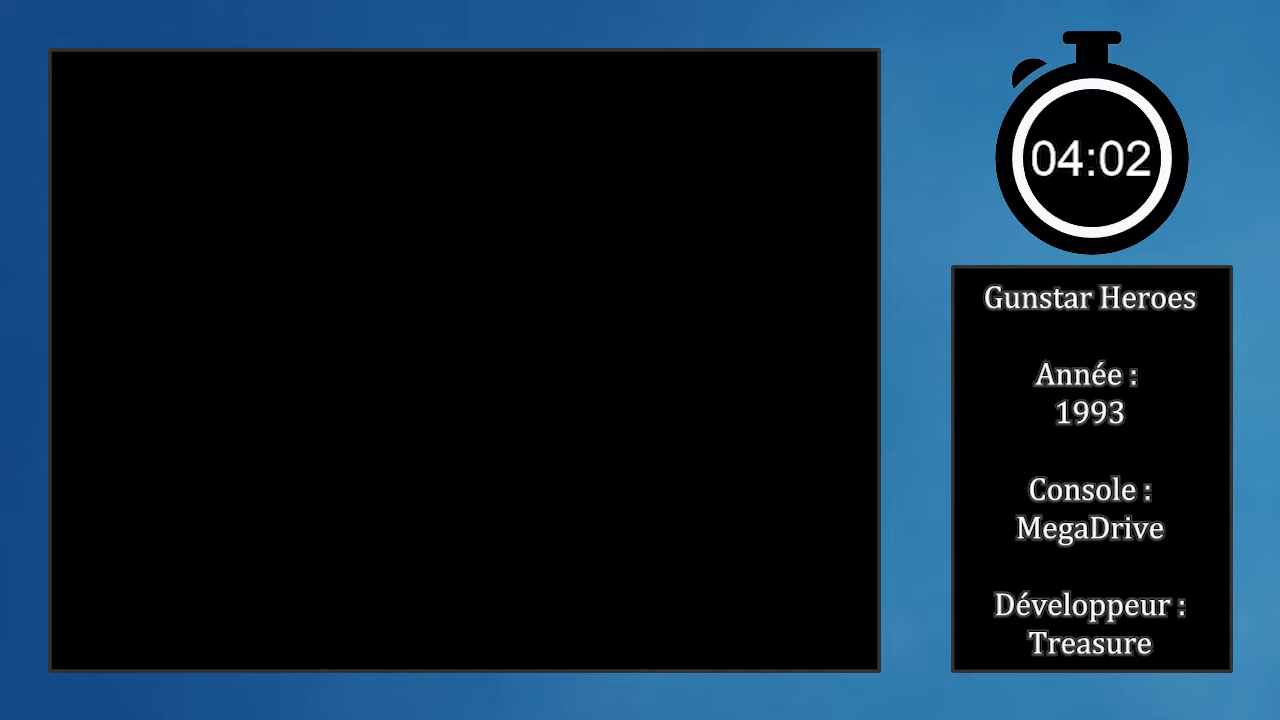 04:02
Gunstar Heroes
Année :
1993
Console :
MegaDrive
Développeur :
Treasure